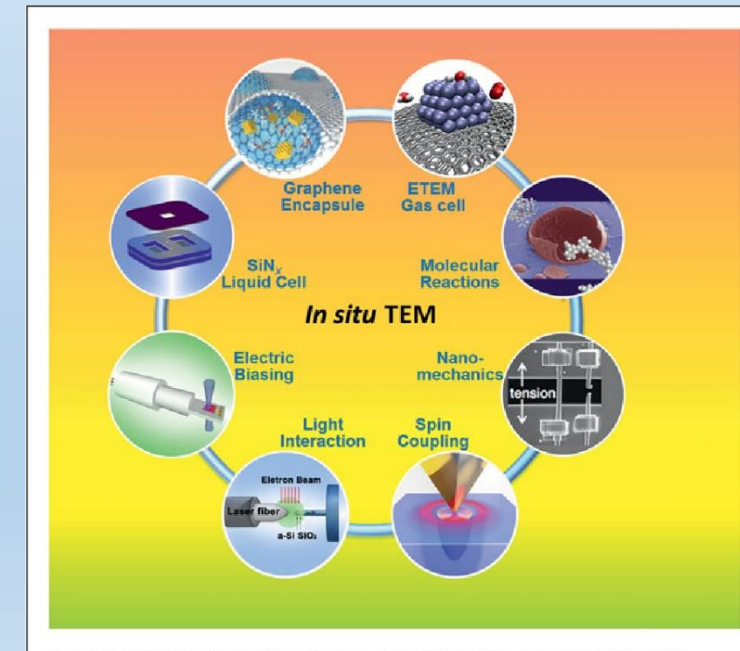 Graphene
Encapsule
ETEM
Gas cell
SiNₓ
Liquid Cell
Molecular
Reactions
In situ TEM
Electric
Biasing
Nano-
mechanics
tension
Light
Interaction
Spin
Coupling
Eletron Beam
Laser fiber
a-Si SiO₂